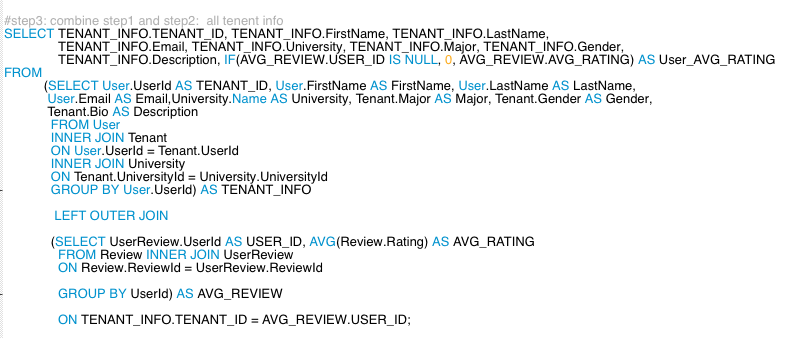 #step3: combine step1 and step2:  all tenent info
SELECT TENANT_INFO.TENANT_ID, TENANT_INFO.FirstName, TENANT_INFO.LastName,
TENANT_INFO.Email, TENANT_INFO.University, TENANT_INFO.Major, TENANT_INFO.Gender,
TENANT_INFO.Description, IF(AVG_REVIEW.USER_ID IS NULL, 0, AVG_REVIEW.AVG_RATING) AS User_AVG_RATING
FROM
(SELECT User.UserId AS TENANT_ID, User.FirstName AS FirstName, User.LastName AS LastName,
User.Email AS Email,University.Name AS University, Tenant.Major AS Major, Tenant.Gender AS Gender,
Tenant.Bio AS Description
FROM User
INNER JOIN Tenant
ON User.UserId = Tenant.UserId
INNER JOIN University
ON Tenant.UniversityId = University.UniversityId
GROUP BY User.UserId) AS TENANT_INFO
LEFT OUTER JOIN
(SELECT UserReview.UserId AS USER_ID, AVG(Review.Rating) AS AVG_RATING
FROM Review INNER JOIN UserReview
ON Review.ReviewId = UserReview.ReviewId
GROUP BY UserId) AS AVG_REVIEW
ON TENANT_INFO.TENANT_ID = AVG_REVIEW.USER_ID;